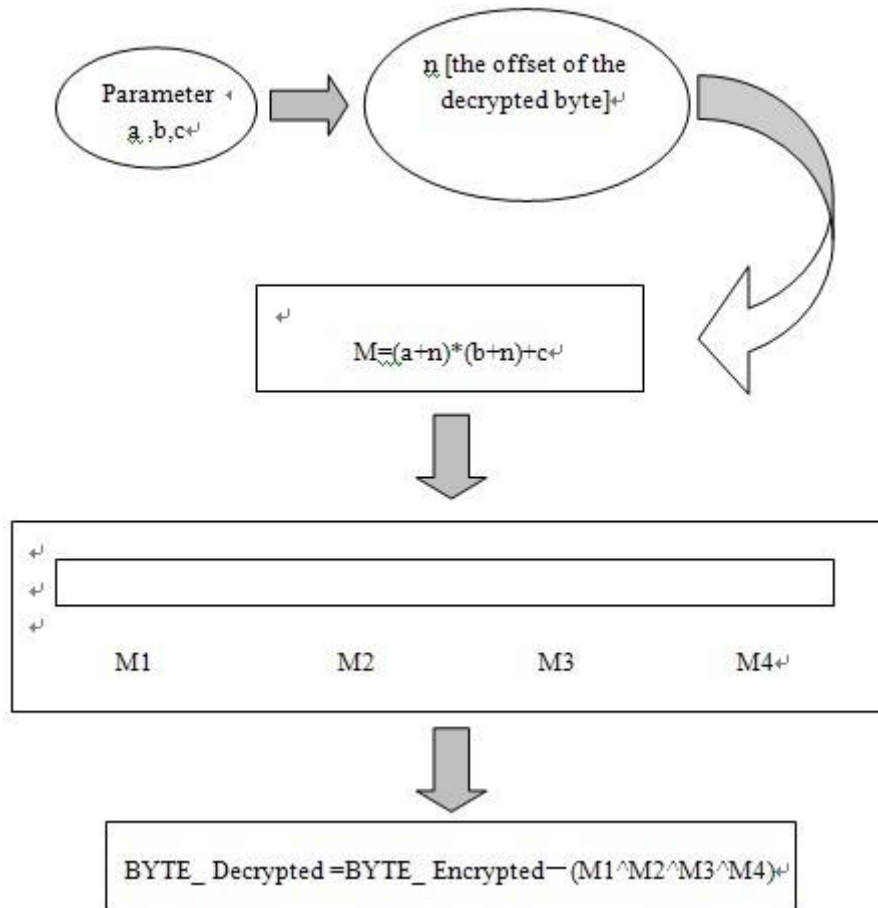 Parameter
a ,b,c
n [the offset of the
decrypted byte]
M=(a+n)*(b+n)+c
M1 M2 M3 M4
BYTE_ Decrypted =BYTE_ Encrypted—(M1^M2^M3^M4)